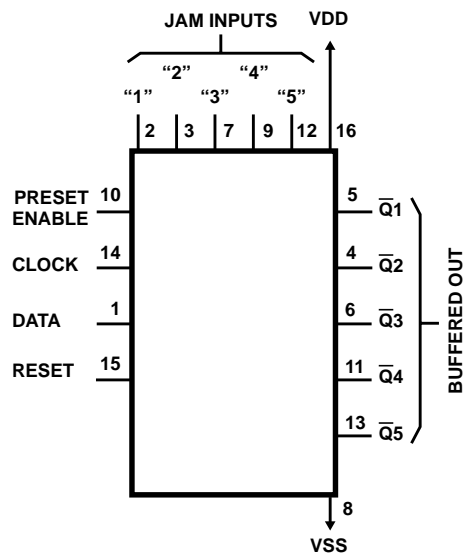 JAM INPUTS
VDD
“2”
“4”
“1”
“3”
“5”
2
3
7
9
12
16
PRESET
ENABLE
10
5
Q̅1
CLOCK
14
4
Q̅2
DATA
1
6
Q̅3
RESET
15
11
Q̅4
13
Q̅5
BUFFERED OUT
8
VSS